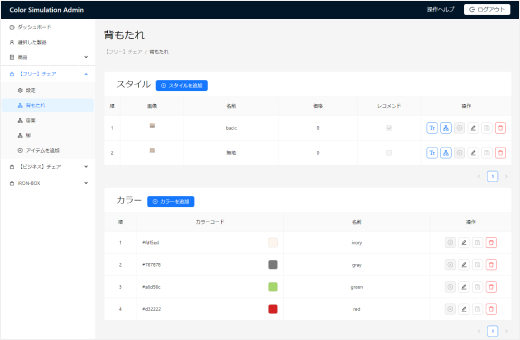 Color Simulation Admin
操作ヘルプ
ログアウト
ダッシュボード
選択した製品
商品
【フリー】チェア
設定
背もたれ
座面
脚
アイテムを追加
【ビジネス】チェア
IRON-BOX
背もたれ
【フリー】チェア / 背もたれ
スタイル
スタイルを追加
順 画像 名前 価格 レコメンド 操作
1 basic 0
2 無地 0
1
カラー
カラーを追加
順 カラーコード 名前 操作
1 ivory
2 #767676 gray
3 green
4 #d32222 red
1